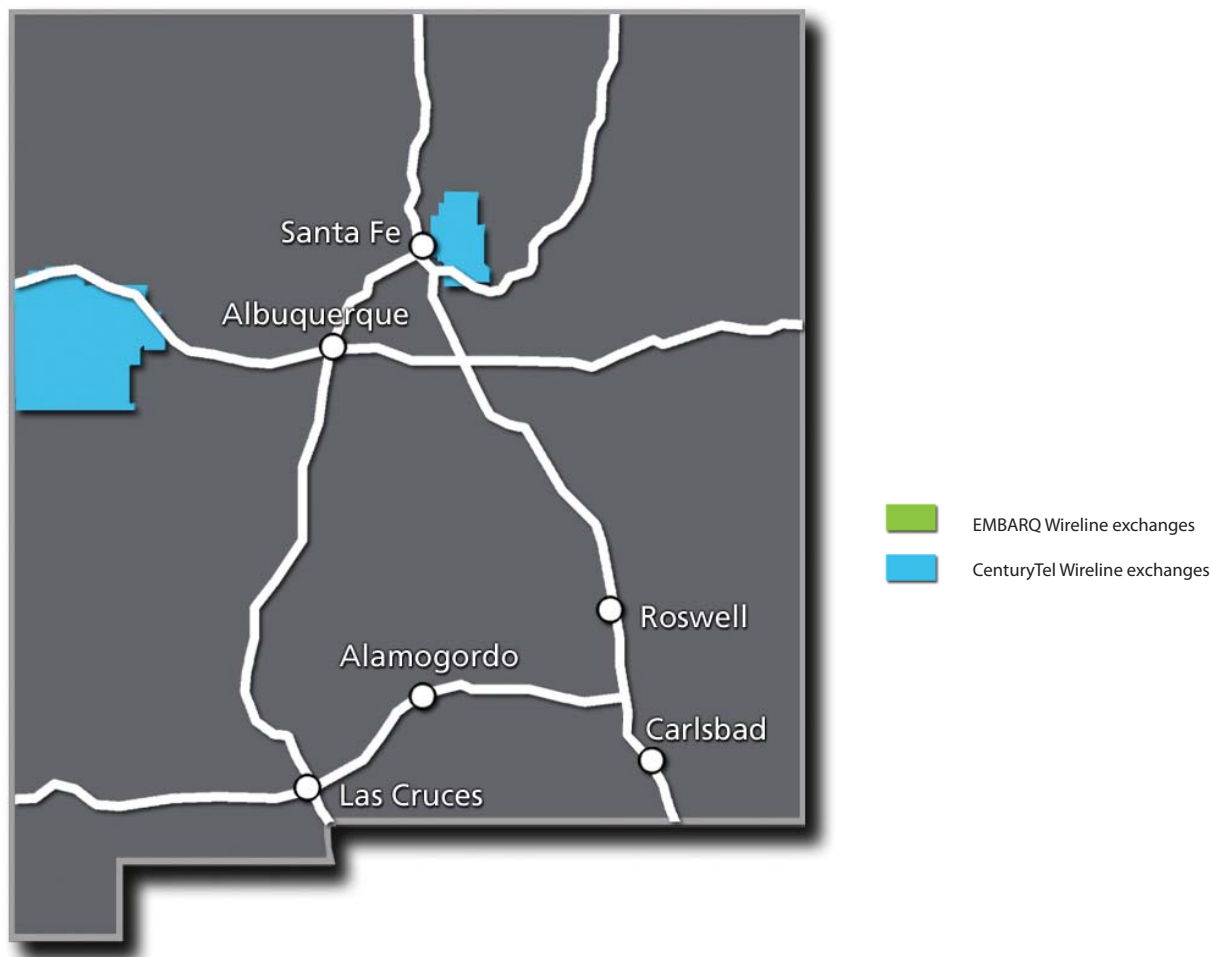 Santa Fe
Albuquerque
EMBARQ Wireline exchanges
CenturyTel Wireline exchanges
Roswell
Alamogordo
Carlsbad
Las Cruces